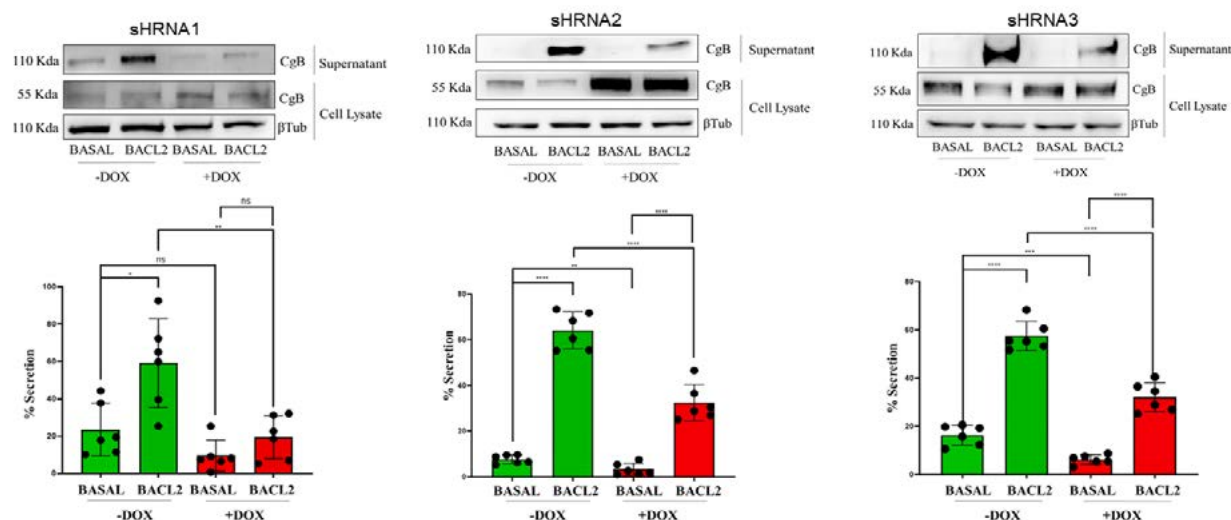 sHRNA1
110 Kda CgB Supernatant
55 Kda CgB
Cell Lysate
110 Kda βTub
BASAL BACL2 BASAL BACL2
-DOX +DOX
sHRNA2
110 Kda CgB Supernatant
55 Kda CgB
Cell Lysate
110 Kda βTub
BASAL BACL2 BASAL BACL2
-DOX +DOX
sHRNA3
110 Kda CgB Supernatant
55 Kda CgB
Cell Lysate
110 Kda βTub
BASAL BACL2 BASAL BACL2
-DOX +DOX
ns
**
ns
*
% Secretion
100
80
60
40
20
0
BASAL BACL2 BASAL BACL2
-DOX +DOX
****
****
**
****
% Secretion
80
60
40
20
0
BASAL BACL2 BASAL BACL2
-DOX +DOX
****
****
***
****
% Secretion
80
60
40
20
0
BASAL BACL2 BASAL BACL2
-DOX +DOX